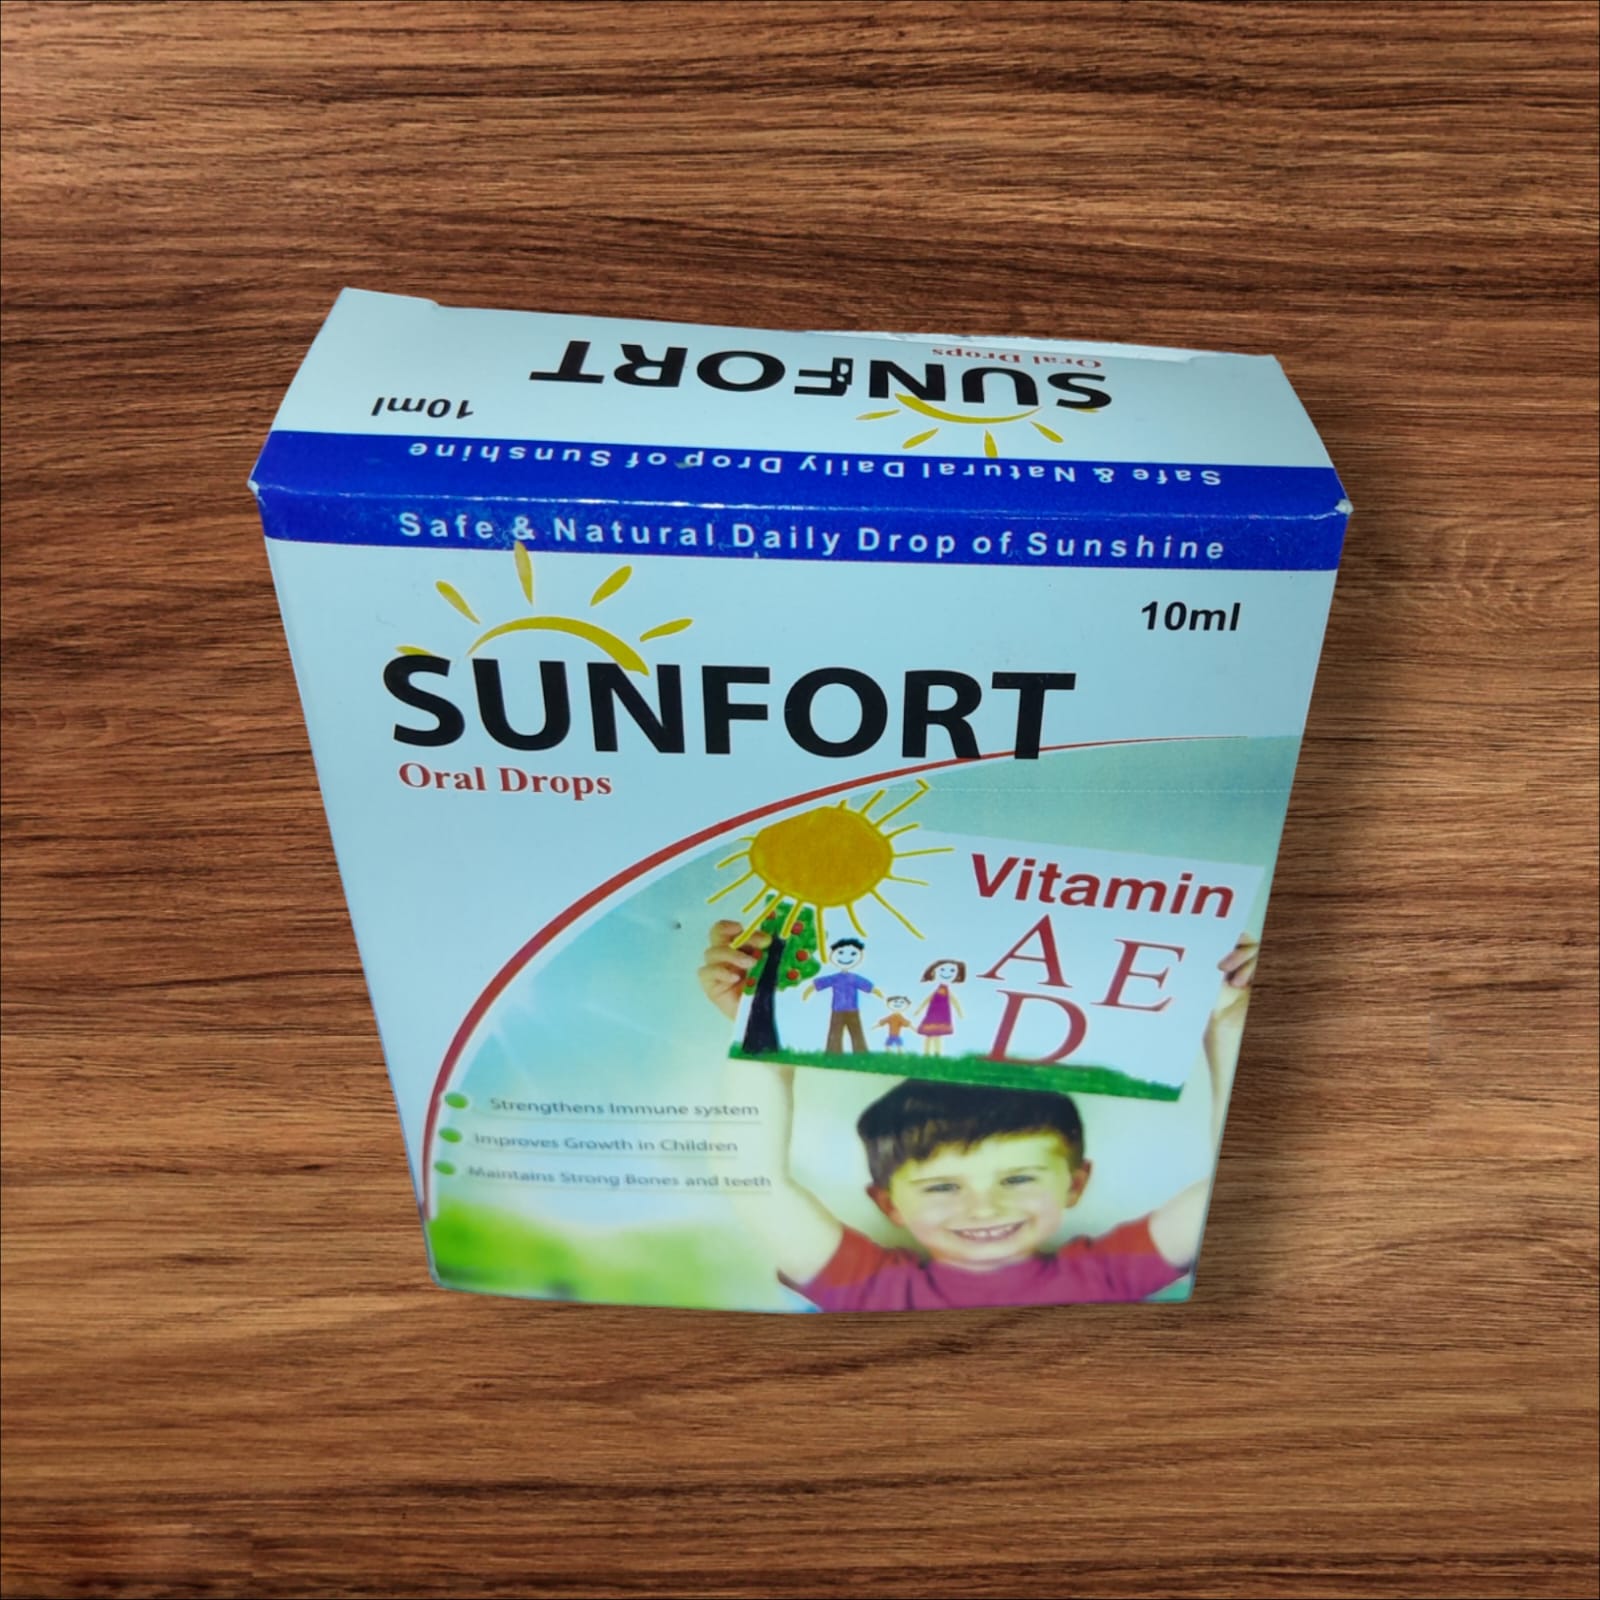 Oral Drops
SUNFORT
10ml
Safe & Natural Daily Drop of Sunshine
Safe & Natural Daily Drop of Sunshine
10ml
SUNFORT
Oral Drops
Vitamin
A E
D
Strengthens Immune system
Improves Growth in Children
Maintains Strong Bones and teeth